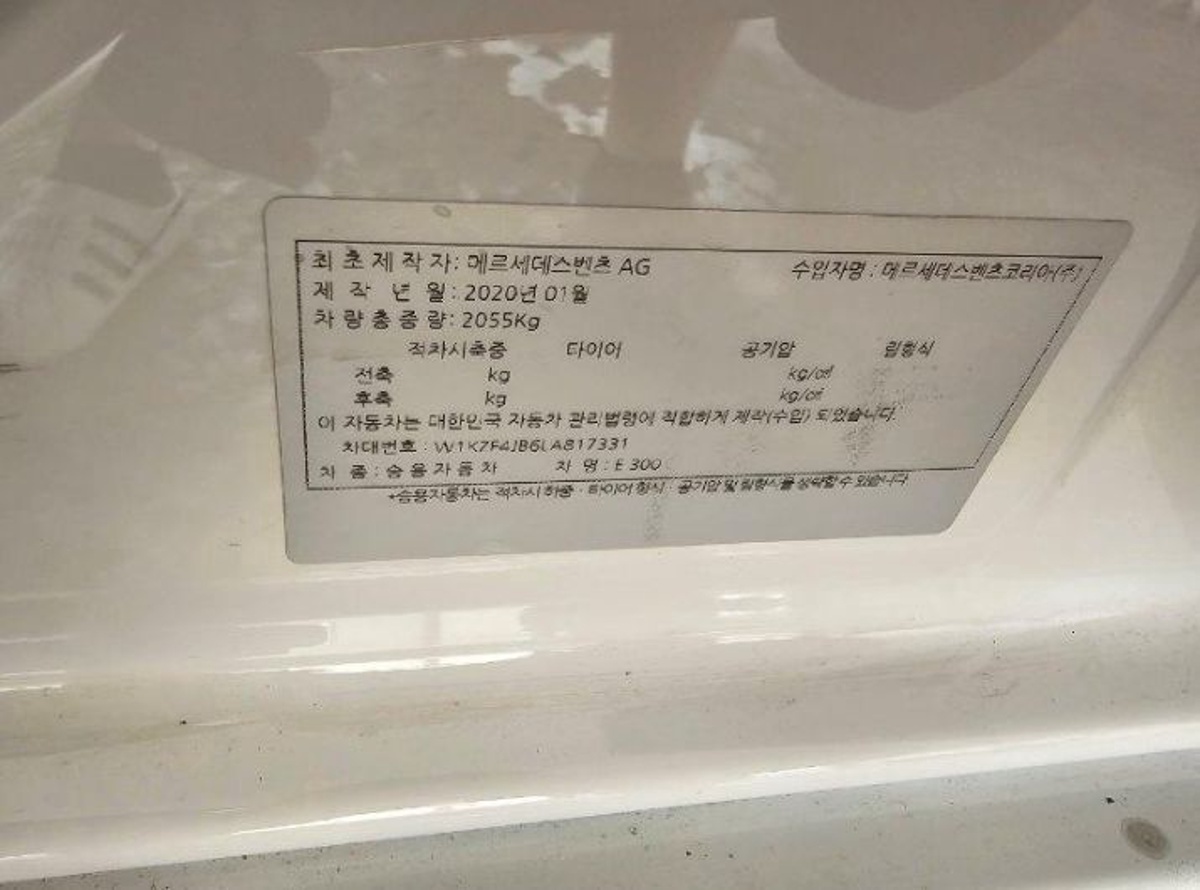 최 초 제 작 자 : 메르세데스벤츠 AG 수입자명 : 메르세데스벤츠코리아(주)
제 작 년 월 : 2020년 01월
차 량 총 중 량 : 2055Kg
적차시축중 타이어 공기압 림형식
전축 kg kg/㎠
후축 kg kg/㎠
이 자동차는 대한민국 자동차 관리법령에 적합하게 제작(수입) 되었습니다.
차대번호 : W1KZF4JB6LA817331
차 종 : 승 용 자 동 차 차 명 : E 300
*승용자동차는 적차시 하중 · 타이어 형식 · 공기압 및 림형식을 생략할 수 있습니다